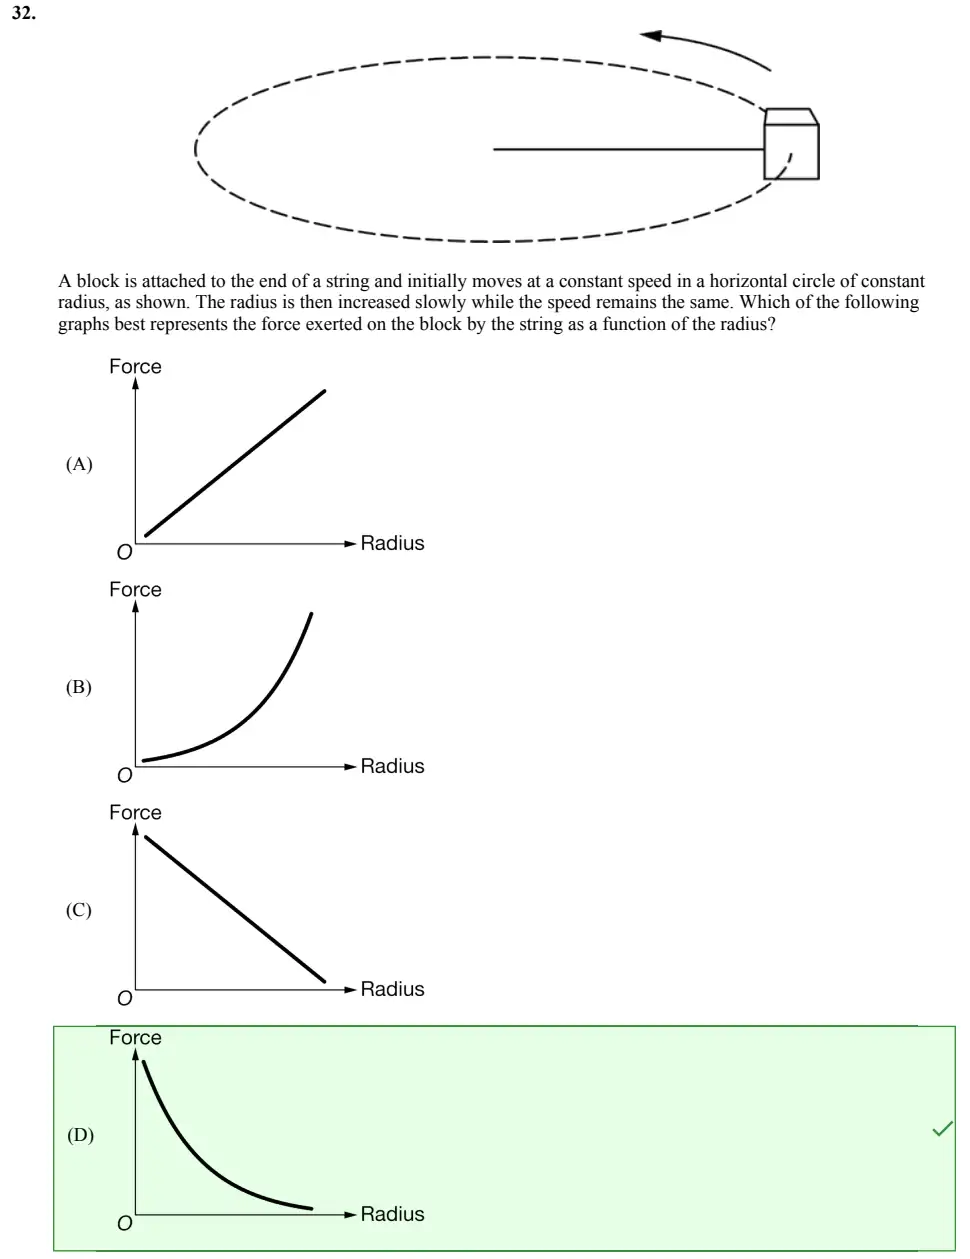 32.
A block is attached to the end of a string and initially moves at a constant speed in a horizontal circle of constant
radius, as shown. The radius is then increased slowly while the speed remains the same. Which of the following
graphs best represents the force exerted on the block by the string as a function of the radius?
Force
(A)
O
Radius
Force
(B)
O
Radius
Force
(C)
O
Radius
Force
(D)
O
Radius